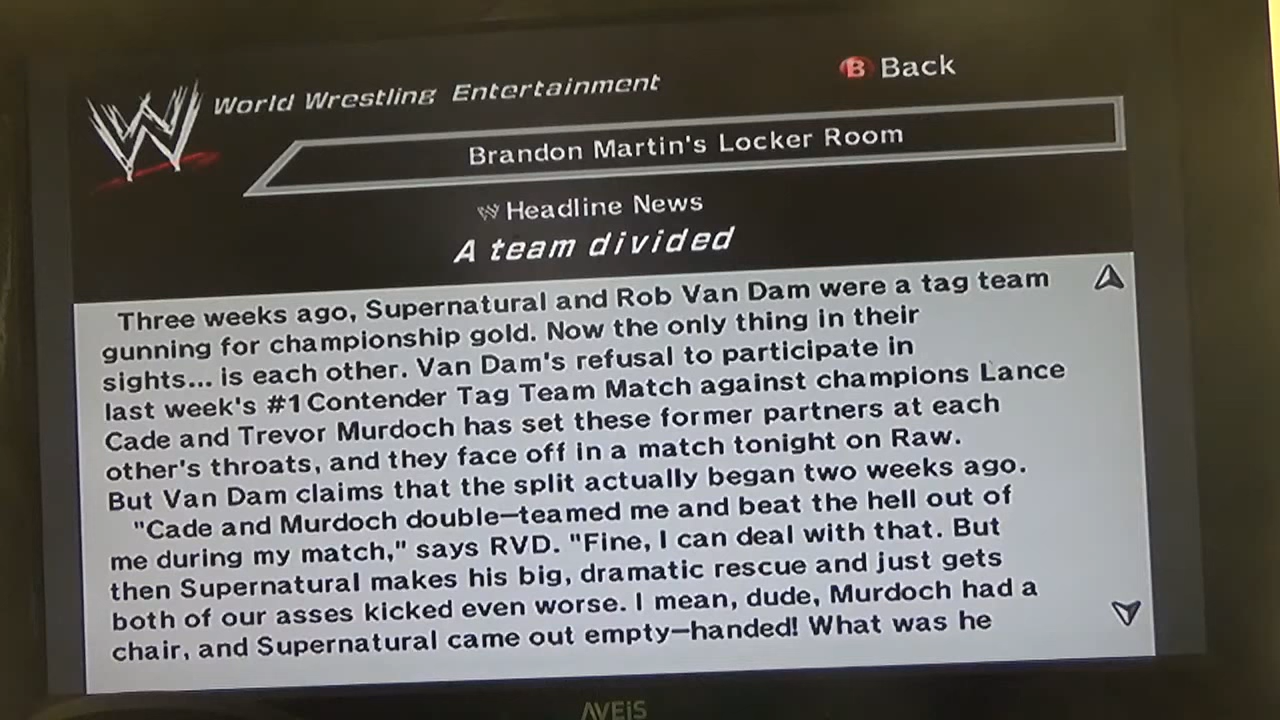 World Wrestling Entertainment
B Back
Brandon Martin's Locker Room
W Headline News
A team divided
Three weeks ago, Supernatural and Rob Van Dam were a tag team
gunning for championship gold. Now the only thing in their
sights... is each other. Van Dam's refusal to participate in
last week's #1 Contender Tag Team Match against champions Lance
Cade and Trevor Murdoch has set these former partners at each
other's throats, and they face off in a match tonight on Raw.
But Van Dam claims that the split actually began two weeks ago.
"Cade and Murdoch double-teamed me and beat the hell out of
me during my match," says RVD. "Fine, I can deal with that. But
then Supernatural makes his big, dramatic rescue and just gets
both of our asses kicked even worse. I mean, dude, Murdoch had a
chair, and Supernatural came out empty-handed! What was he
AVEiS